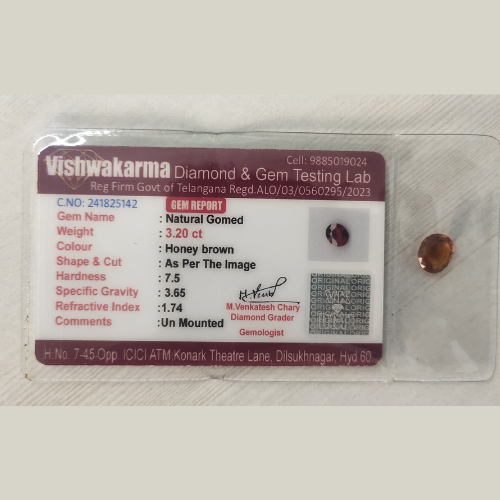 Vishwakarma Diamond & Gem Testing Lab
Cell: 9885019024
Reg Firm Govt of Telangana Regd.ALO/03/0560295/2023
C.NO: 241825142 GEM REPORT
Gem Name : Natural Gomed
Weight : 3.20 ct
Colour : Honey brown
Shape & Cut : As Per The Image
Hardness : 7.5
Specific Gravity : 3.65
Refractive Index :1.74
Comments :Un Mounted
M.Venkatesh Chary
Diamond Grader
Gemologist
ORIGINAL
H.No. 7-45-Opp. ICICI ATM,Konark Theatre Lane, Dilsukhnagar, Hyd 60